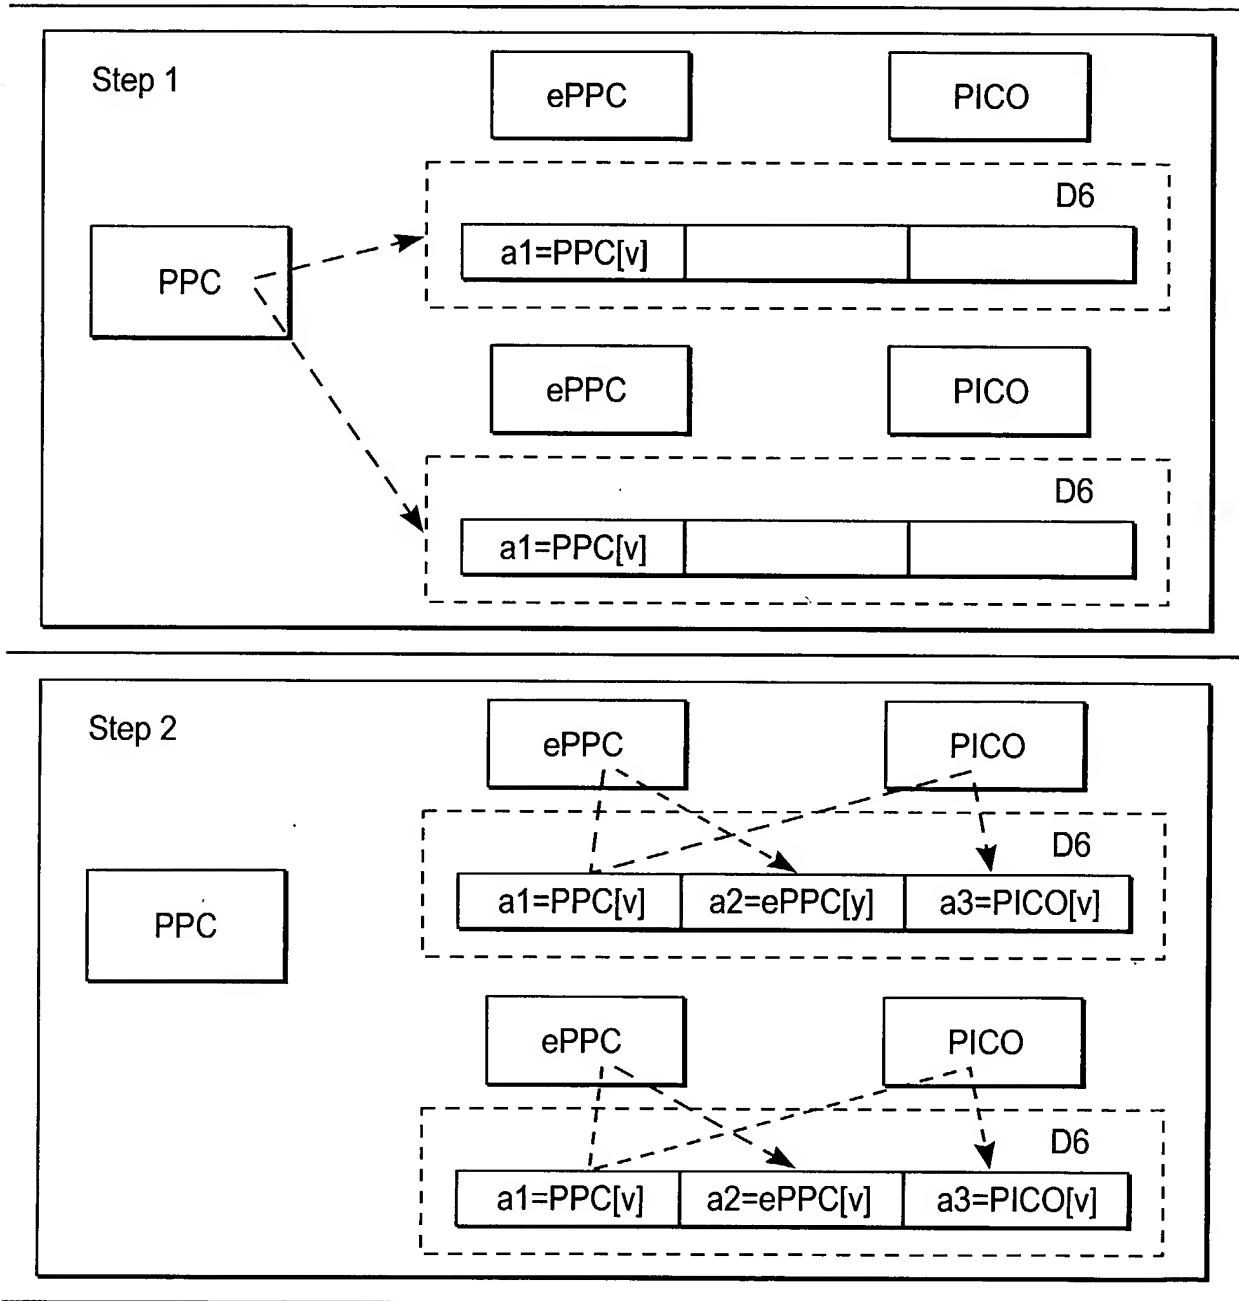 Step 1
ePPC
PICO
D6
PPC
a1=PPC[v]
ePPC
PICO
D6
a1=PPC[v]
Step 2
ePPC
PICO
D6
PPC
a1=PPC[v] a2=ePPC[y] a3=PICO[v]
ePPC
PICO
D6
a1=PPC[v] a2=ePPC[v] a3=PICO[v]